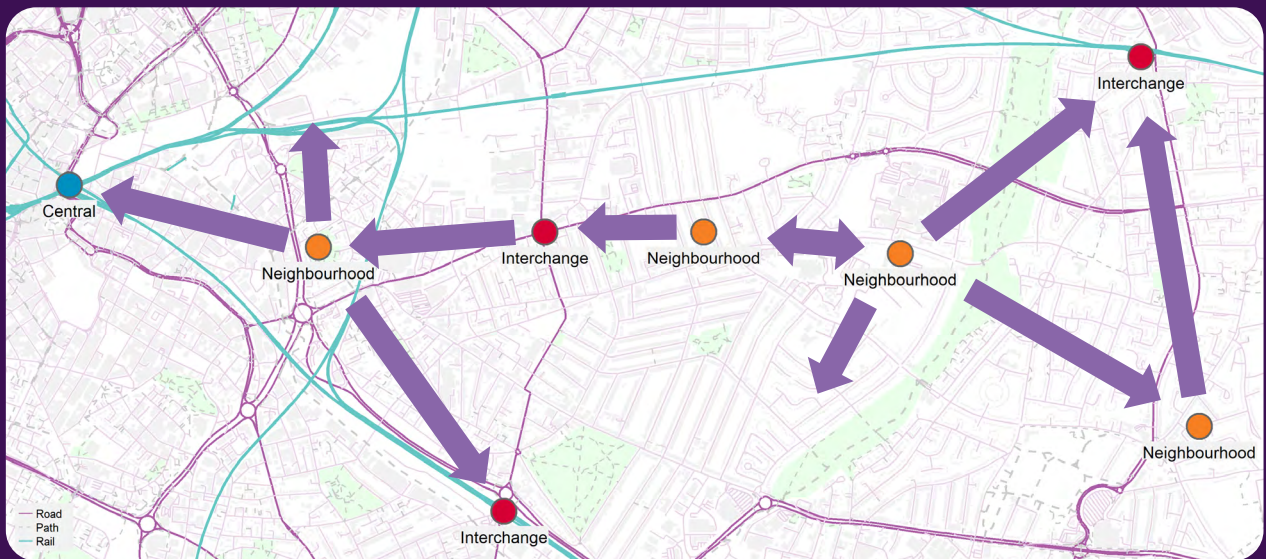 Interchange
Central
Neighbourhood
Interchange
Neighbourhood
Neighbourhood
Neighbourhood
Interchange
Road
Path
Rail